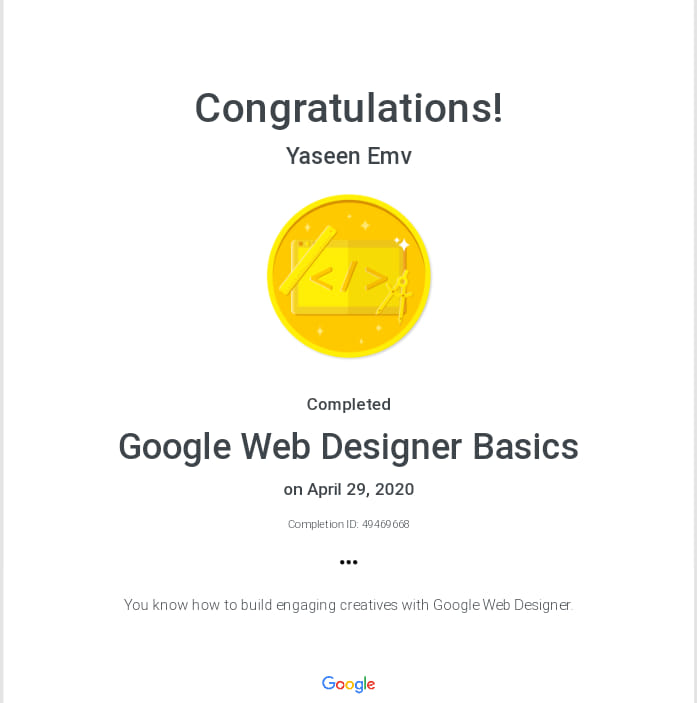 Congratulations!
Yaseen Emv
</>
Completed
Google Web Designer Basics
on April 29, 2020
Completion ID: 49469668
•••
You know how to build engaging creatives with Google Web Designer.
Google